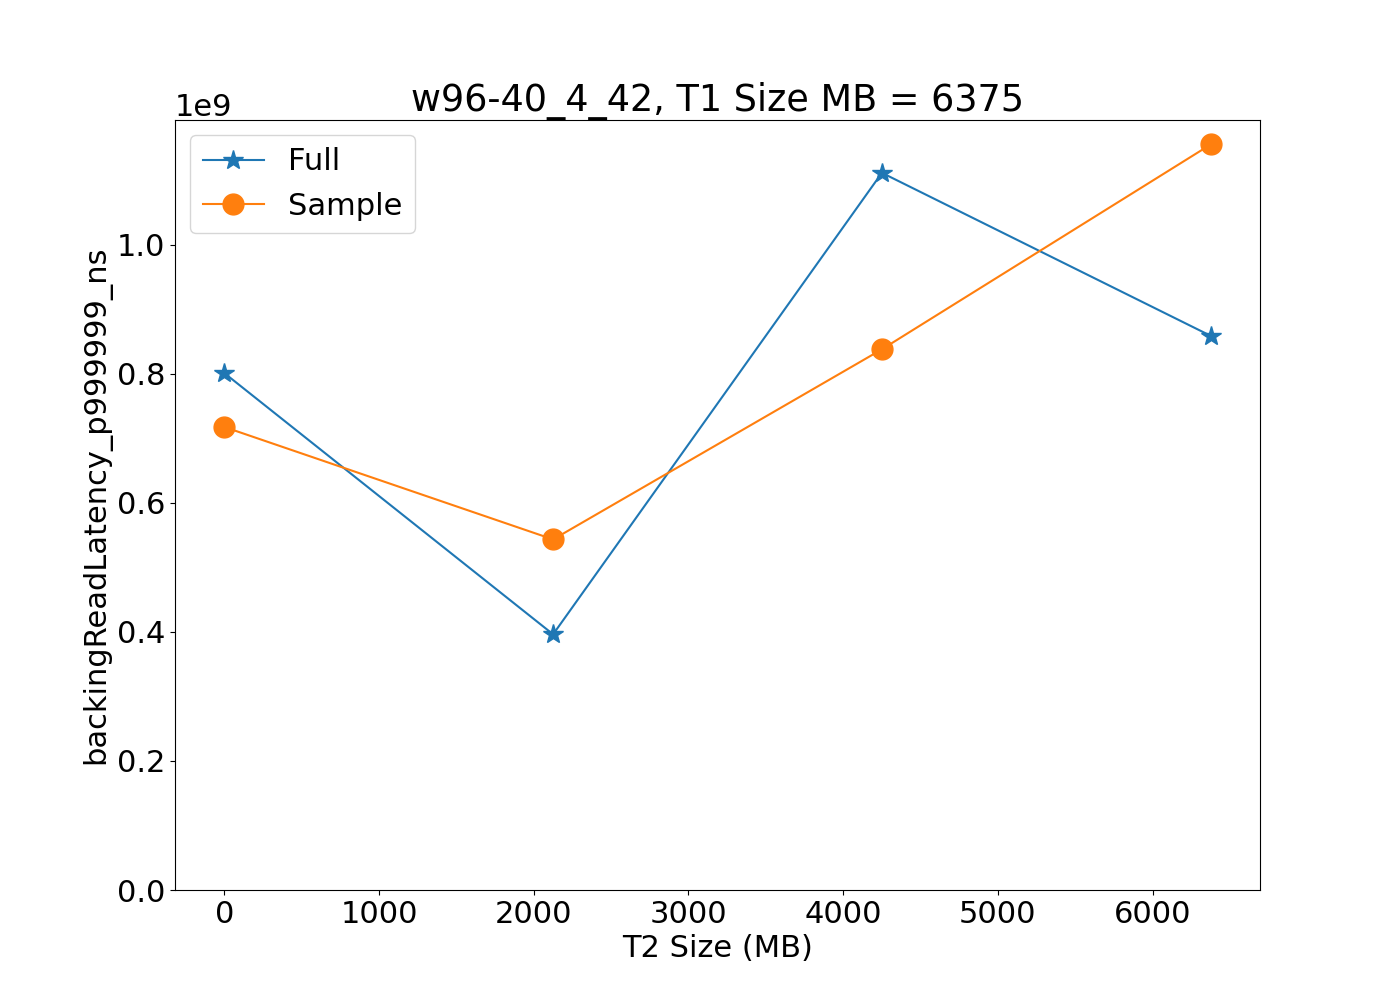 w96-40_4_42, T1 Size MB = 6375
1e9
Full
Sample
backingReadLatency_p999999_ns
1.0
0.8
0.6
0.4
0.2
0.0
0 1000 2000 3000 4000 5000 6000
T2 Size (MB)